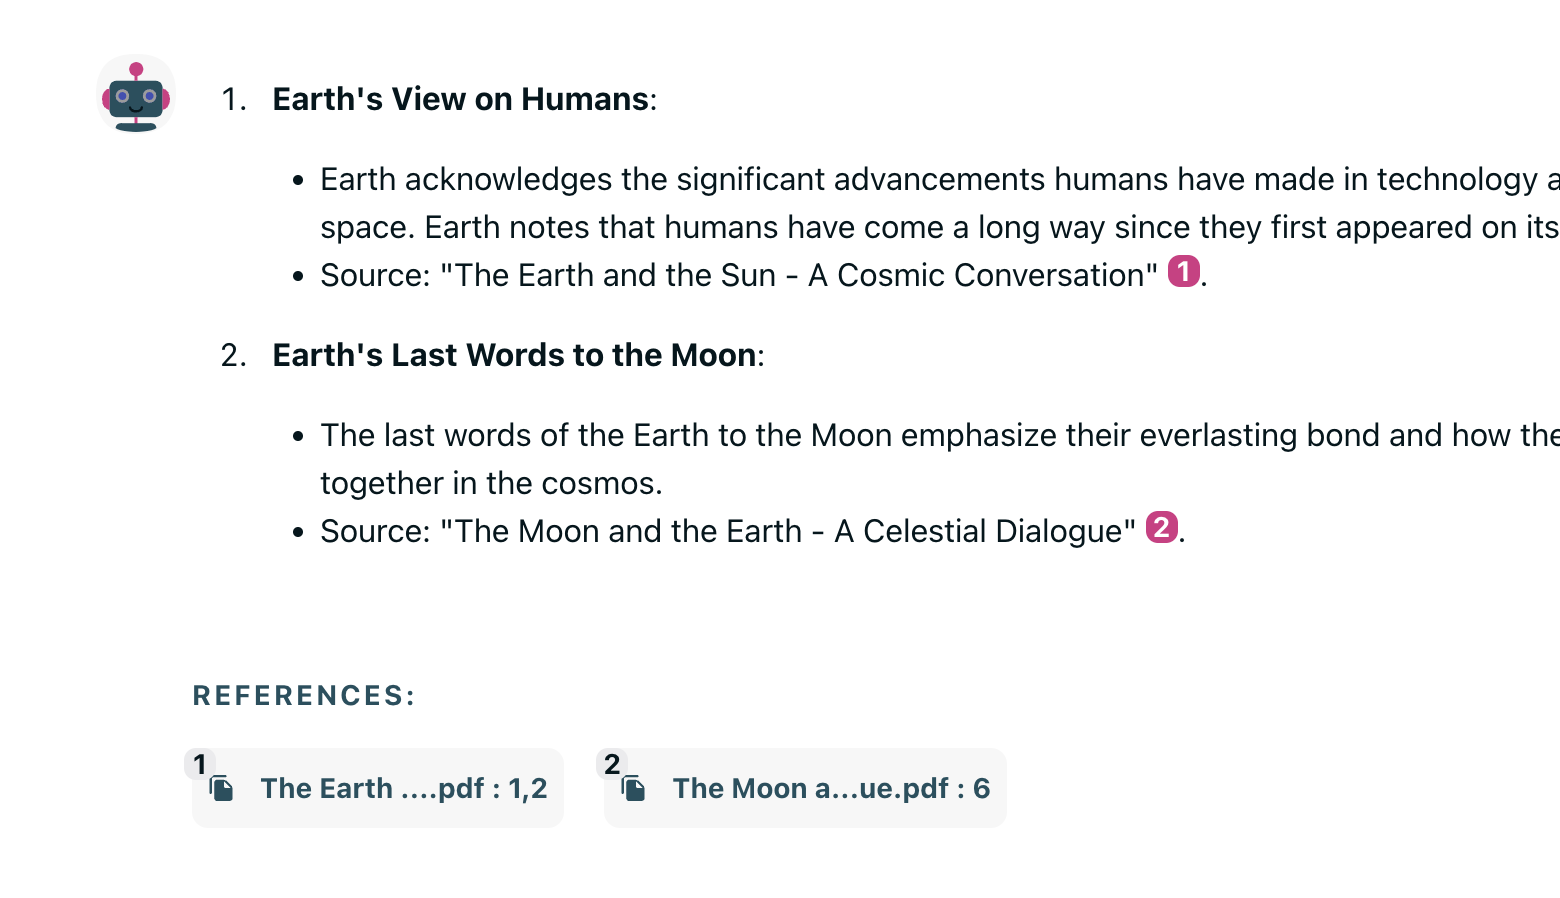 1. Earth's View on Humans:
• Earth acknowledges the significant advancements humans have made in technology
space. Earth notes that humans have come a long way since they first appeared on its
• Source: "The Earth and the Sun - A Cosmic Conversation" 1.
2. Earth's Last Words to the Moon:
• The last words of the Earth to the Moon emphasize their everlasting bond and how
together in the cosmos.
• Source: "The Moon and the Earth - A Celestial Dialogue" 2.
REFERENCES:
1 The Earth ....pdf : 1,2
2 The Moon a...ue.pdf : 6